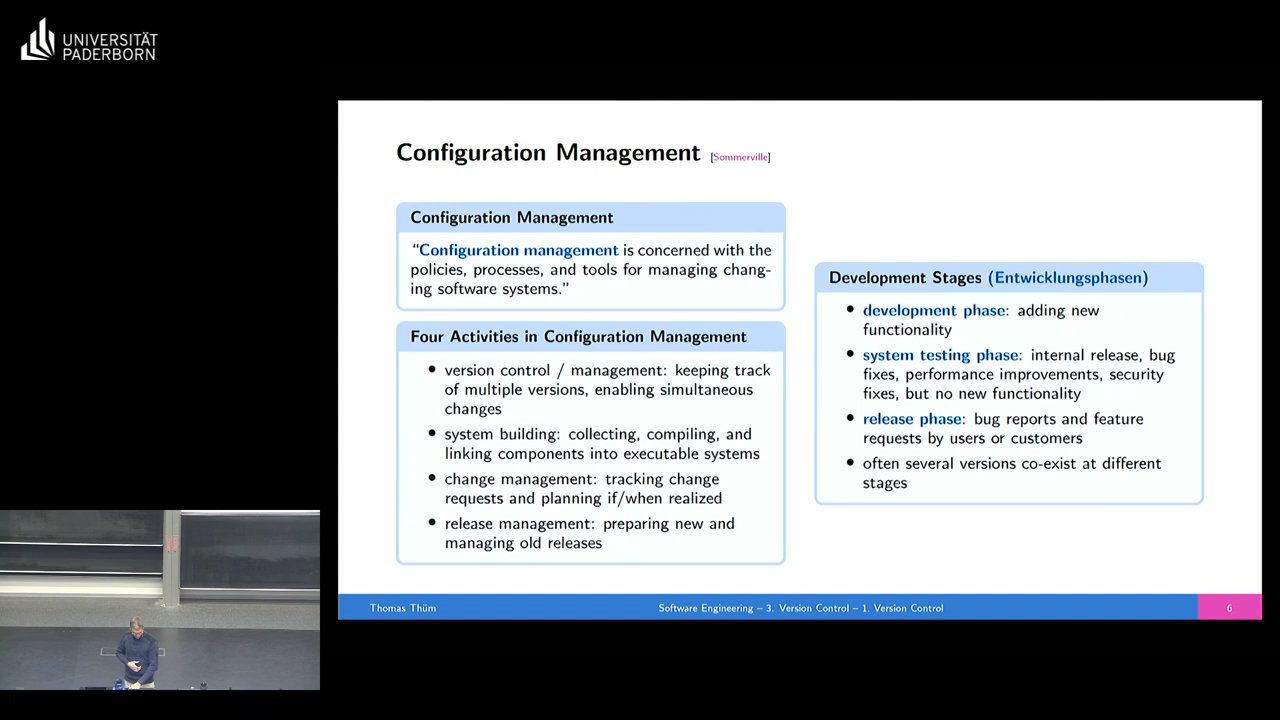 UNIVERSITÄT
PADERBORN
Configuration Management [Sommerville]
Configuration Management
“Configuration management is concerned with the
policies, processes, and tools for managing chang-
ing software systems.”
Four Activities in Configuration Management
• version control / management: keeping track
of multiple versions, enabling simultaneous
changes
• system building: collecting, compiling, and
linking components into executable systems
• change management: tracking change
requests and planning if/when realized
• release management: preparing new and
managing old releases
Development Stages (Entwicklungsphasen)
• development phase: adding new
functionality
• system testing phase: internal release, bug
fixes, performance improvements, security
fixes, but no new functionality
• release phase: bug reports and feature
requests by users or customers
• often several versions co-exist at different
stages
Thomas Thüm
Software Engineering – 3. Version Control – 1. Version Control
6